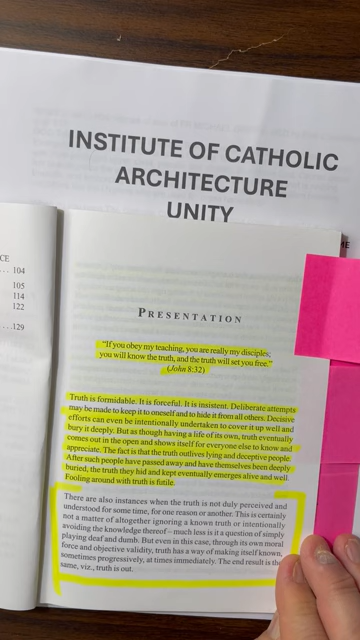 INSTITUTE OF CATHOLIC
ARCHITECTURE
UNITY
CE
... 104
105
114
122
...129
PRESENTATION
"If you obey my teaching, you are really my disciples;
you will know the truth, and the truth will set you free."
(John 8:32)
Truth is formidable. It is forceful. It is insistent. Deliberate attempts
may be made to keep it to oneself and to hide it from all others. Decisive
efforts can even be intentionally undertaken to cover it up well and
bury it deeply. But as though having a life of its own, truth eventually
comes out in the open and shows itself for everyone else to know and
appreciate. The fact is that the truth outlives lying and deceptive people.
After such people have passed away and have themselves been deeply
buried, the truth they hid and kept eventually emerges alive and well.
Fooling around with truth is futile.
There are also instances when the truth is not duly perceived and
understood for some time, for one reason or another. This is certainly
not a matter of altogether ignoring a known truth or intentionally
avoiding the knowledge thereof – much less is it a question of simply
playing deaf and dumb. But even in this case, through its own moral
force and objective validity, truth has a way of making itself known,
sometimes progressively, at times immediately. The end result is the
same, viz., truth is out.